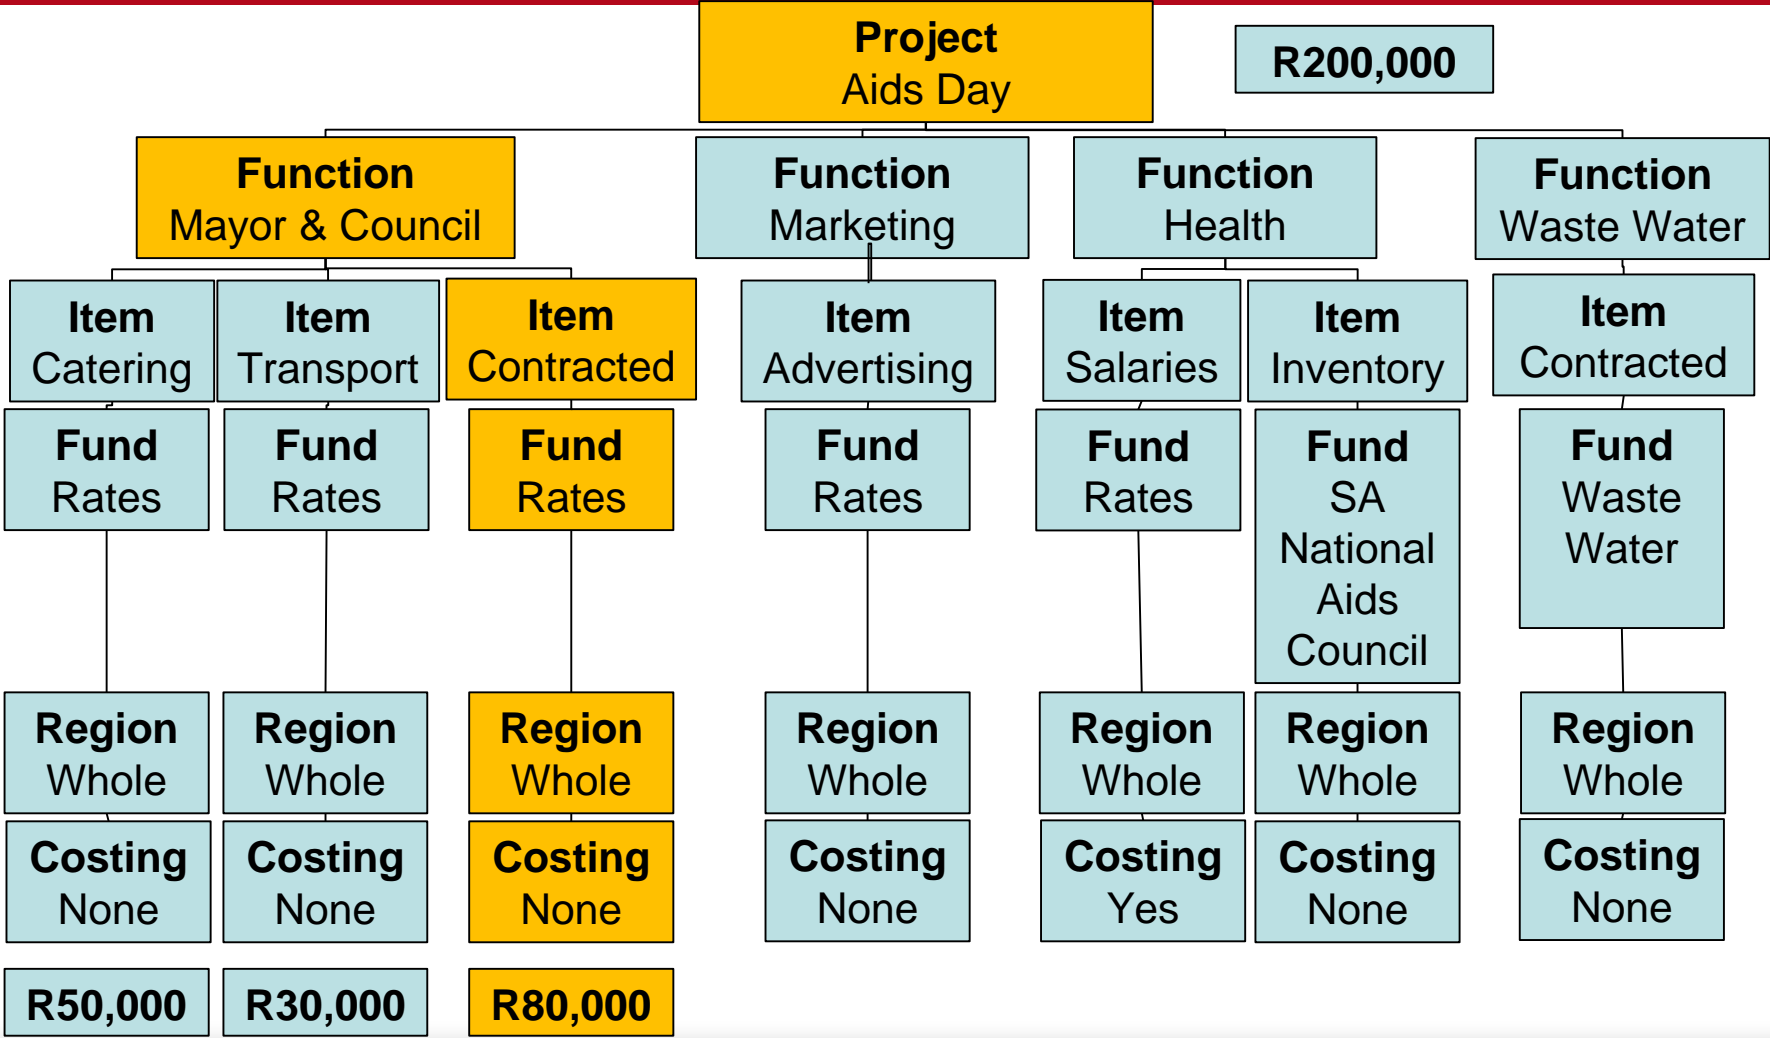 Project
Aids Day
R200,000
Function
Mayor & Council
Function
Marketing
Function
Health
Function
Waste Water
Item
Catering
Item
Transport
Item
Contracted
Item
Advertising
Item
Salaries
Item
Inventory
Item
Contracted
Fund
Rates
Fund
Rates
Fund
Rates
Fund
Rates
Fund
Rates
Fund
SA
National
Aids
Council
Fund
Waste
Water
Region
Whole
Region
Whole
Region
Whole
Region
Whole
Region
Whole
Region
Whole
Region
Whole
Costing
None
Costing
None
Costing
None
Costing
None
Costing
Yes
Costing
None
Costing
None
R50,000
R30,000
R80,000